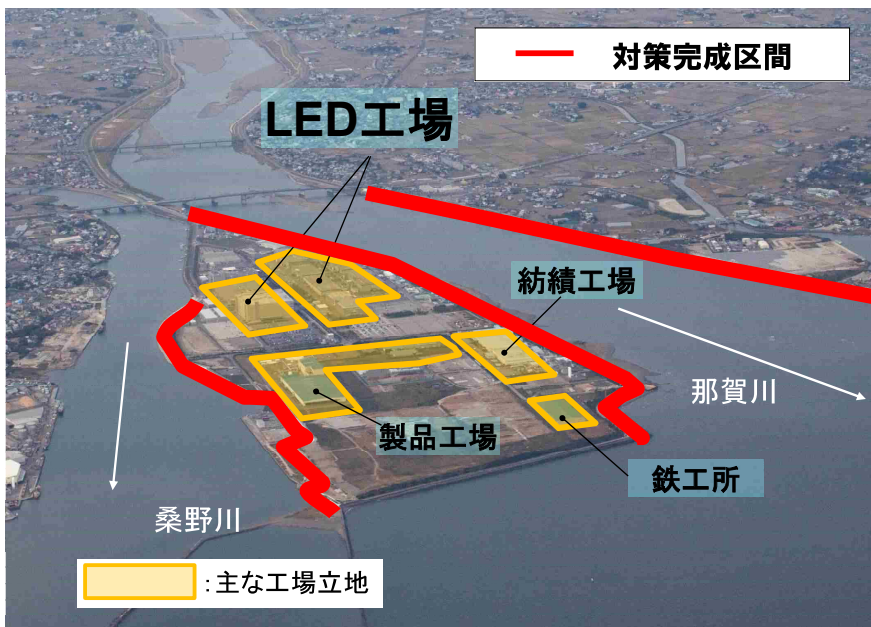 対策完成区間
LED工場
紡績工場
那賀川
製品工場
鉄工所
桑野川
:主な工場立地